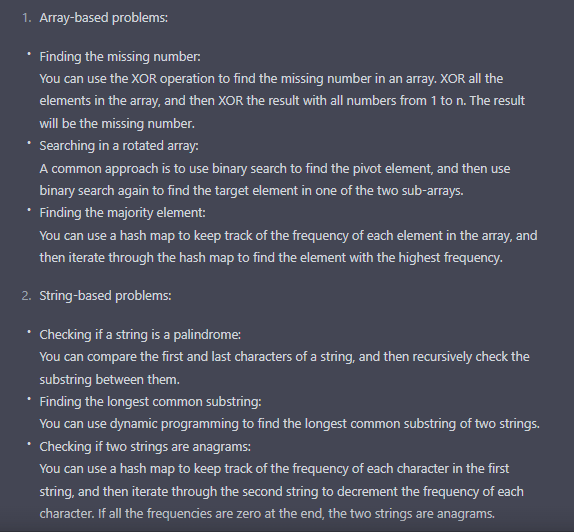 1. Array-based problems:
• Finding the missing number:
You can use the XOR operation to find the missing number in an array. XOR all the
elements in the array, and then XOR the result with all numbers from 1 to n. The result
will be the missing number.
• Searching in a rotated array:
A common approach is to use binary search to find the pivot element, and then use
binary search again to find the target element in one of the two sub-arrays.
• Finding the majority element:
You can use a hash map to keep track of the frequency of each element in the array, and
then iterate through the hash map to find the element with the highest frequency.
2. String-based problems:
• Checking if a string is a palindrome:
You can compare the first and last characters of a string, and then recursively check the
substring between them.
• Finding the longest common substring:
You can use dynamic programming to find the longest common substring of two strings.
• Checking if two strings are anagrams:
You can use a hash map to keep track of the frequency of each character in the first
string, and then iterate through the second string to decrement the frequency of each
character. If all the frequencies are zero at the end, the two strings are anagrams.